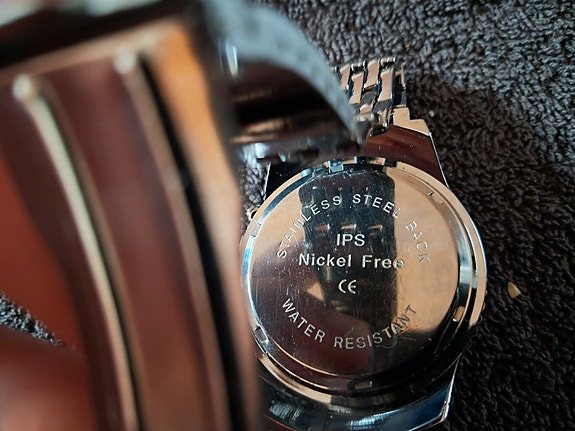 STAINLESS STEEL BACK
IPS
Nickel Free
CE
WATER RESISTANT